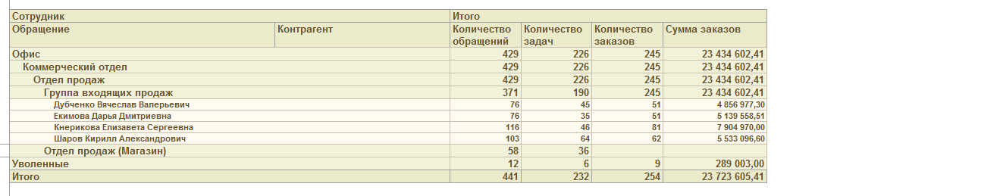 Сотрудник Итого
Обращение Контрагент Количество обращений Количество задач Количество заказов Сумма заказов
Офис 429 226 245 23 434 602,41
Коммерческий отдел 429 226 245 23 434 602,41
Отдел продаж 429 226 245 23 434 602,41
Группа входящих продаж 371 190 245 23 434 602,41
Дубченко Вячеслав Валерьевич 76 45 51 4 856 977,30
Екимова Дарья Дмитриевна 76 35 51 5 139 558,51
Кнерикова Елизавета Сергеевна 116 46 81 7 904 970,00
Шаров Кирилл Александрович 103 64 62 5 533 096,60
Отдел продаж (Магазин) 58 36
Уволенные 12 6 9 289 003,00
Итого 441 232 254 23 723 605,41